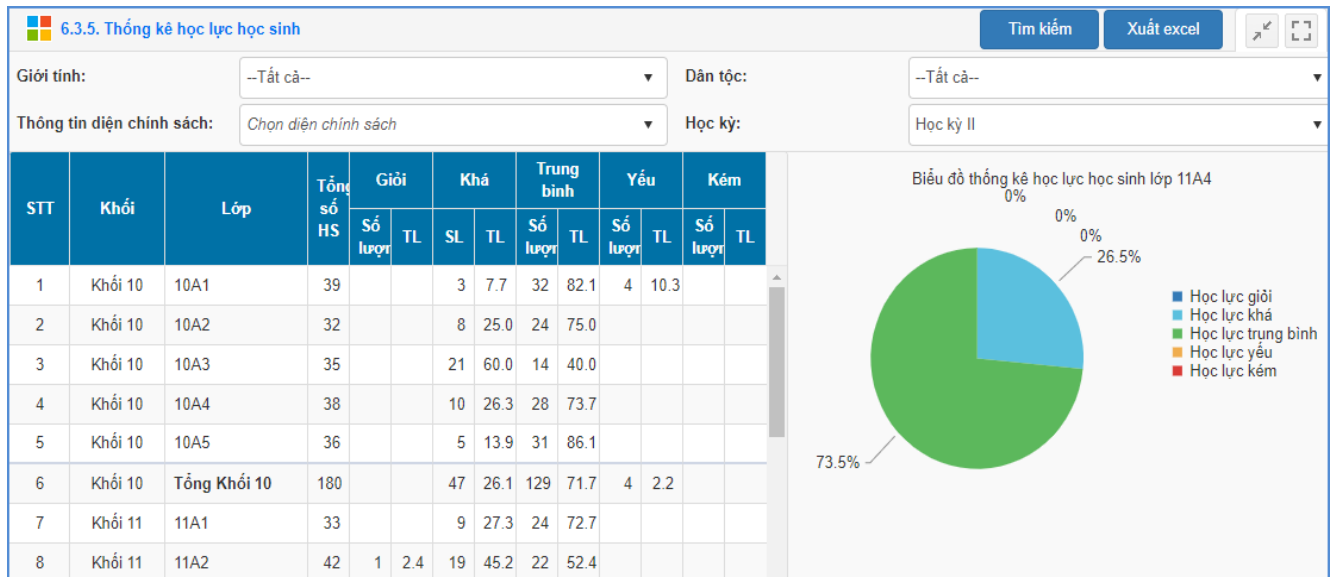 6.3.5. Thống kê học lực học sinh
Tìm kiếm
Xuất excel
Giới tính: --Tất cả-- Dân tộc: --Tất cả--
Thông tin diện chính sách: Chọn diện chính sách Học kỳ: Học kỳ II
STT Khối Lớp Tổng số HS Giỏi Khá Trung bình Yếu Kém
Số lượn TL SL TL Số lượn TL Số lượn TL Số lượn TL
1 Khối 10 10A1 39 3 7.7 32 82.1 4 10.3
2 Khối 10 10A2 32 8 25.0 24 75.0
3 Khối 10 10A3 35 21 60.0 14 40.0
4 Khối 10 10A4 38 10 26.3 28 73.7
5 Khối 10 10A5 36 5 13.9 31 86.1
6 Khối 10 Tổng Khối 10 180 47 26.1 129 71.7 4 2.2
7 Khối 11 11A1 33 9 27.3 24 72.7
8 Khối 11 11A2 42 1 2.4 19 45.2 22 52.4
Biểu đồ thống kê học lực học sinh lớp 11A4
0%
0%
0%
26.5%
73.5%
Học lực giỏi
Học lực khá
Học lực trung bình
Học lực yếu
Học lực kém